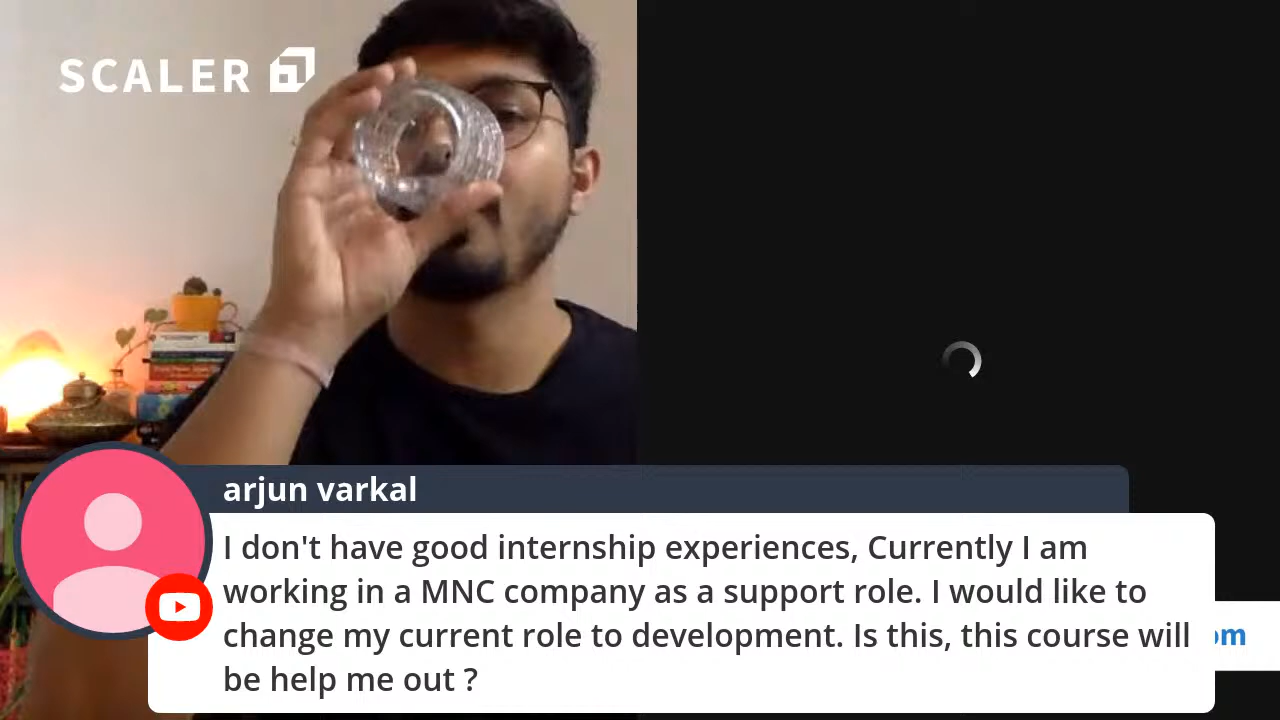 SCALER
arjun varkal
I don't have good internship experiences, Currently I am
working in a MNC company as a support role. I would like to
change my current role to development. Is this, this course will
be help me out ?
om